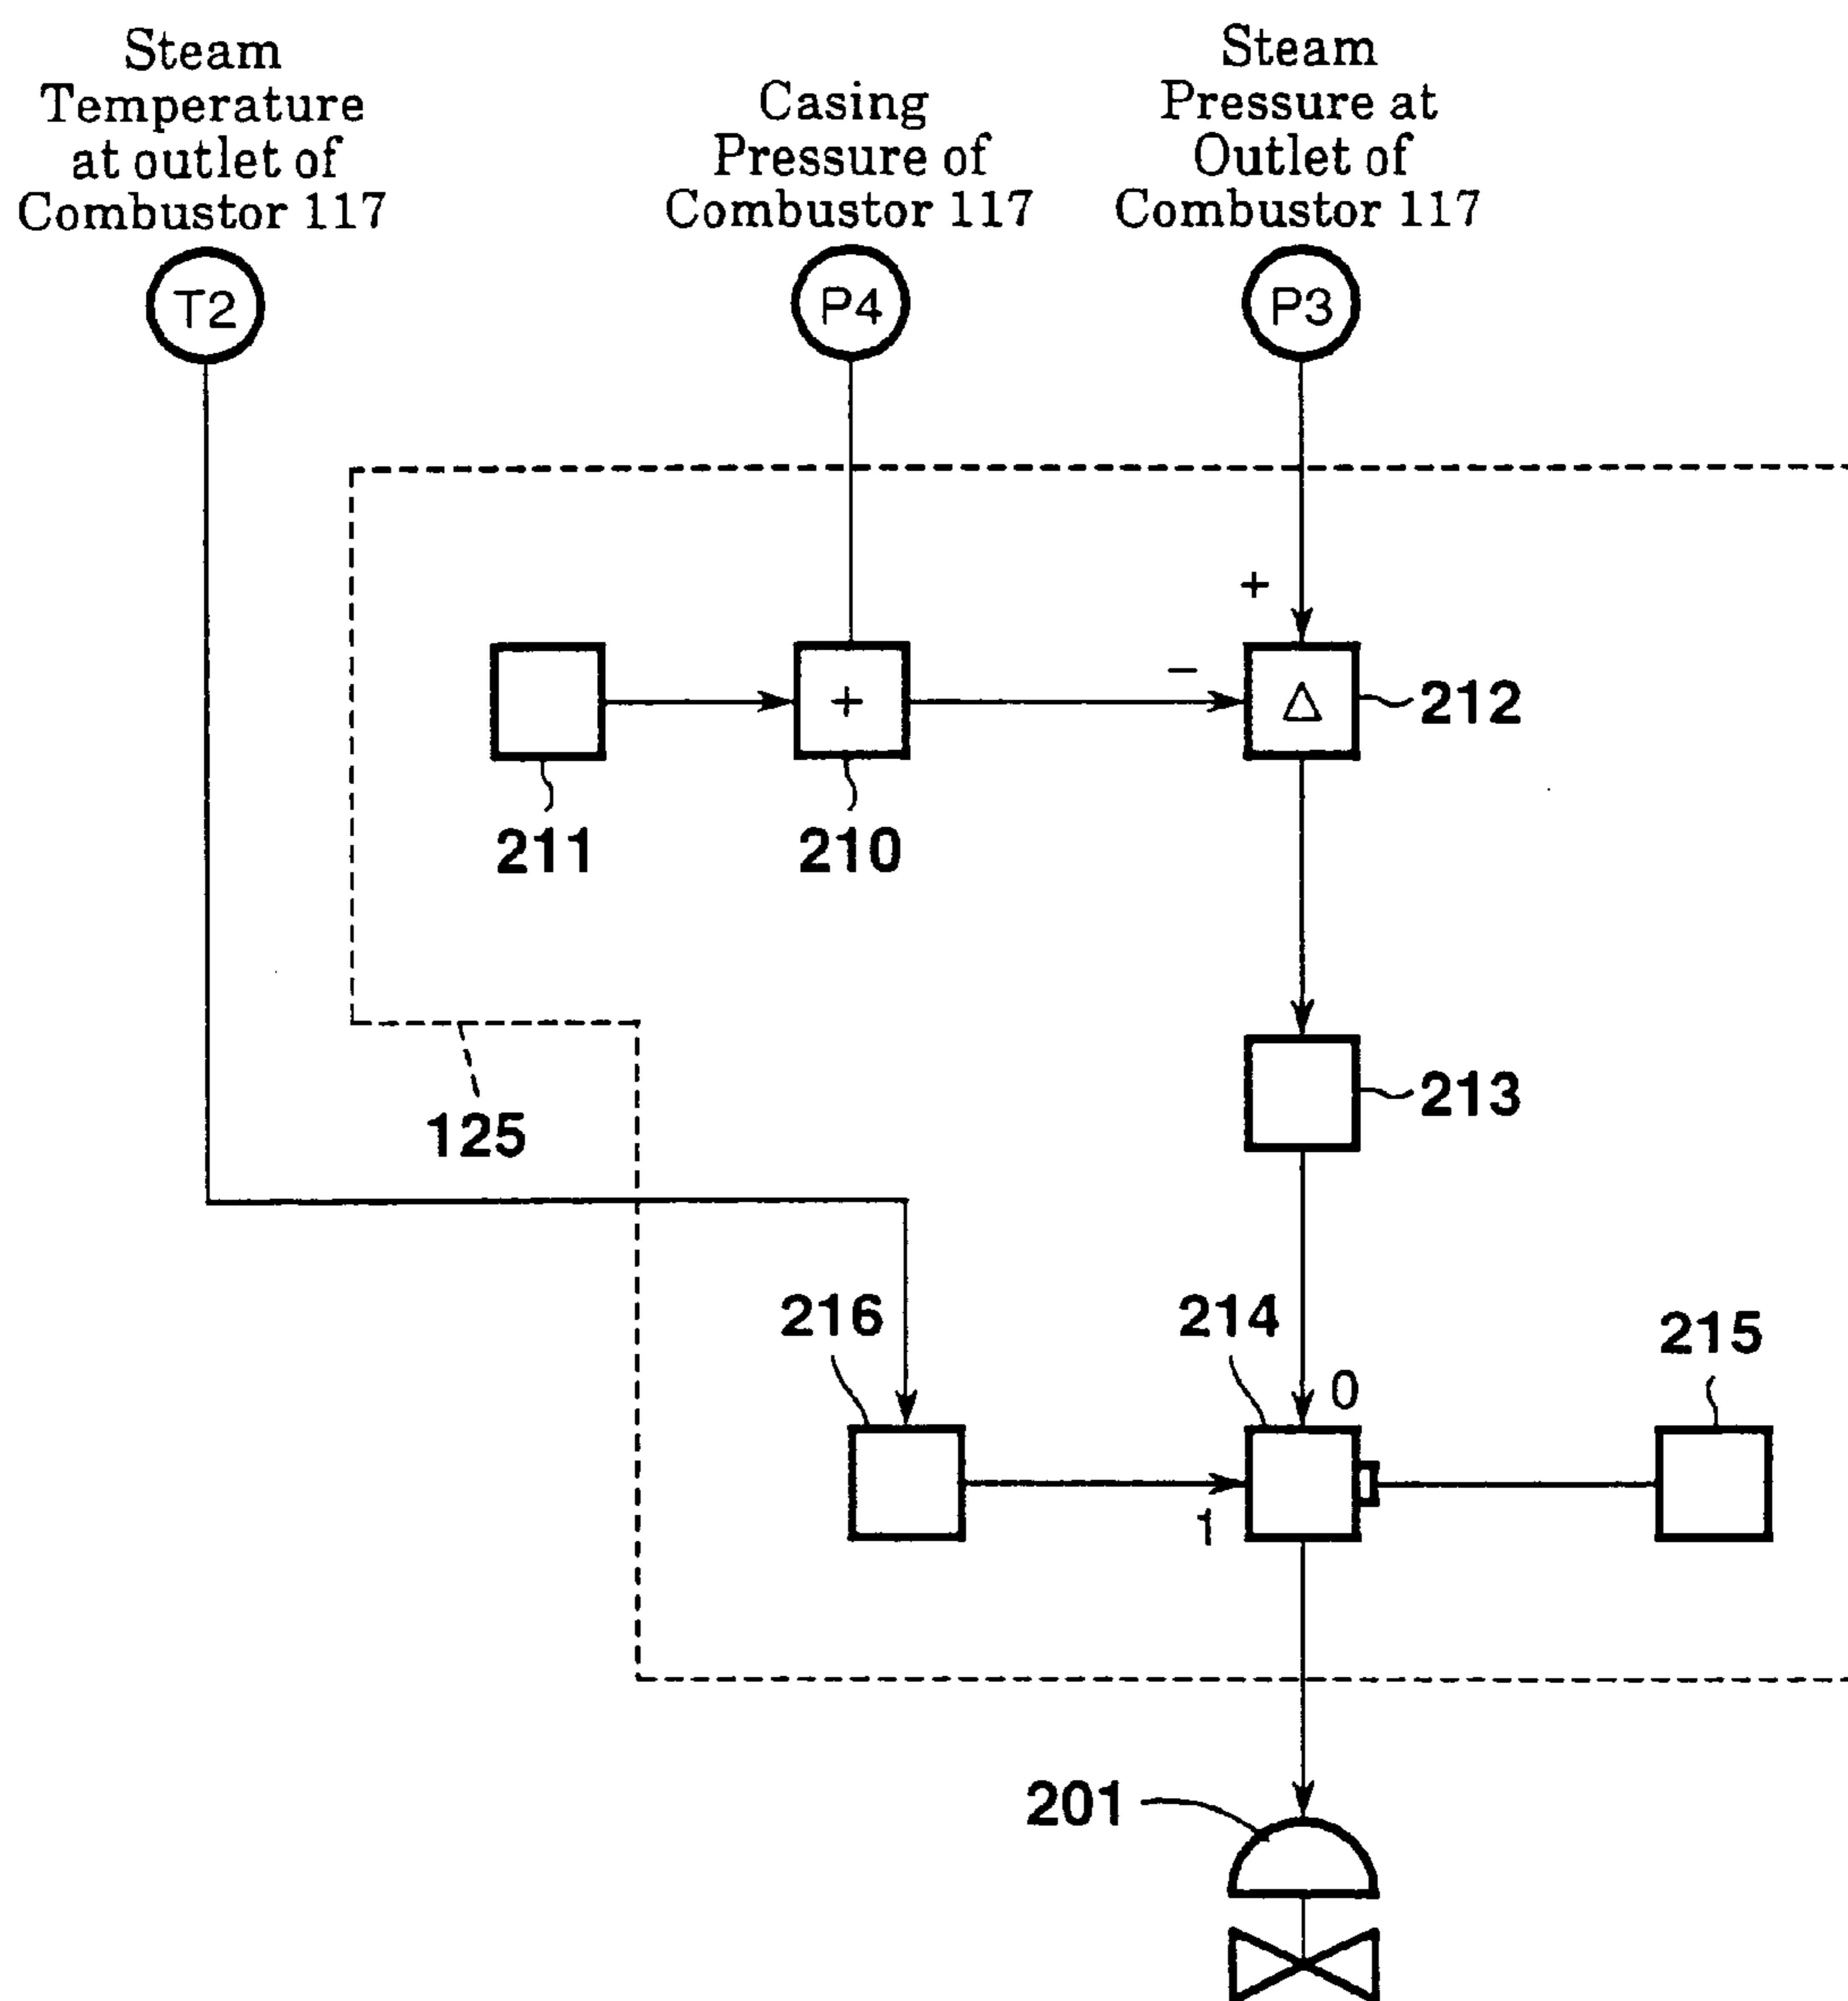 Steam
Temperature
at outlet of
Combustor 117
Casing
Pressure of
Combustor 117
Steam
Pressure at
Outlet of
Combustor 117
T2
P4
P3
+
−
+
Δ
212
211
210
213
125
216
214
0
215
1
201